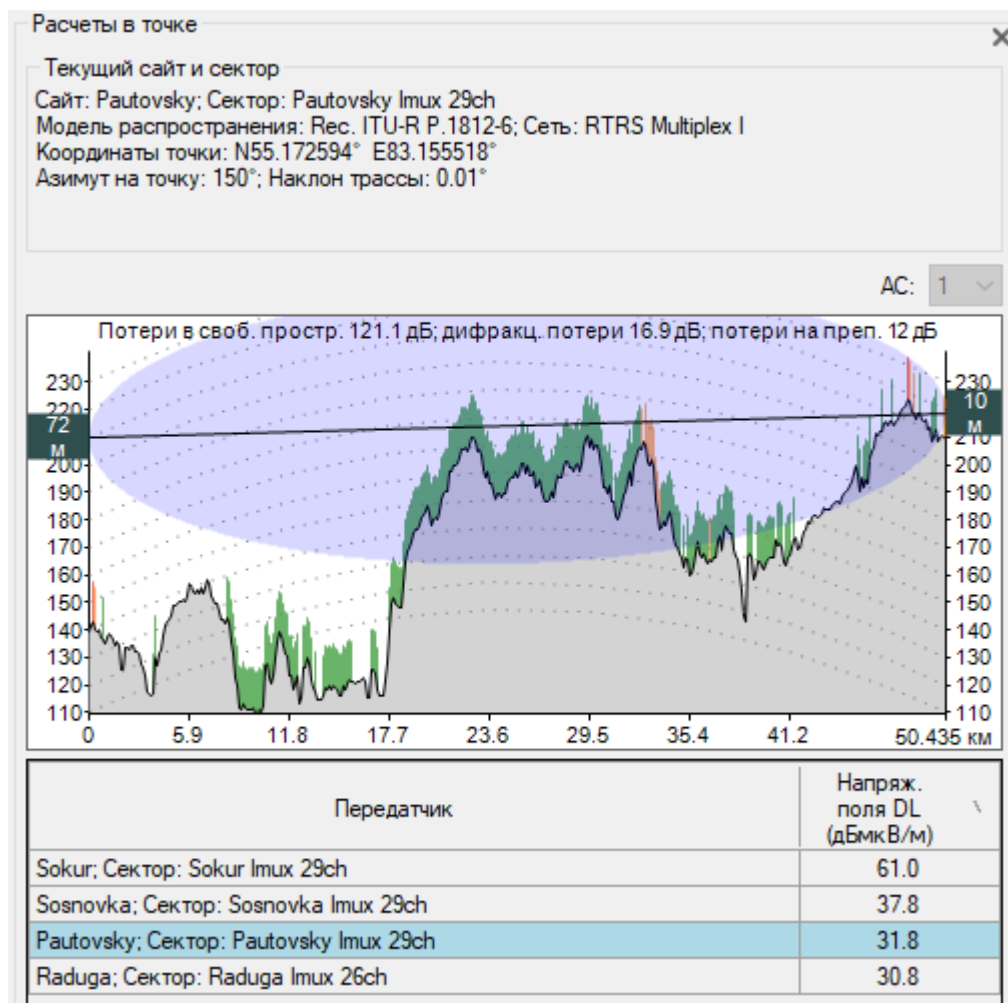 Расчеты в точке
Текущий сайт и сектор
Сайт: Pautovsky; Сектор: Pautovsky Imux 29ch
Модель распространения: Rec. ITU-R P.1812-6; Сеть: RTRS Multiplex I
Координаты точки: N55.172594° E83.155518°
Азимут на точку: 150°; Наклон трассы: 0.01°
АС: 1
Потери в своб. простр. 121.1 дБ; дифракц. потери 16.9 дБ; потери на преп. 12 дБ
230 230
220 10
72 м
м 210
200 200
190 190
180 180
170 170
160 160
150 150
140 140
130 130
120 120
110 110
0 5.9 11.8 17.7 23.6 29.5 35.4 41.2 50.435 км
Передатчик Напряж. поля DL (дБмкВ/м)
Sokur; Сектор: Sokur Imux 29ch 61.0
Sosnovka; Сектор: Sosnovka Imux 29ch 37.8
Pautovsky; Сектор: Pautovsky Imux 29ch 31.8
Raduga; Сектор: Raduga Imux 26ch 30.8